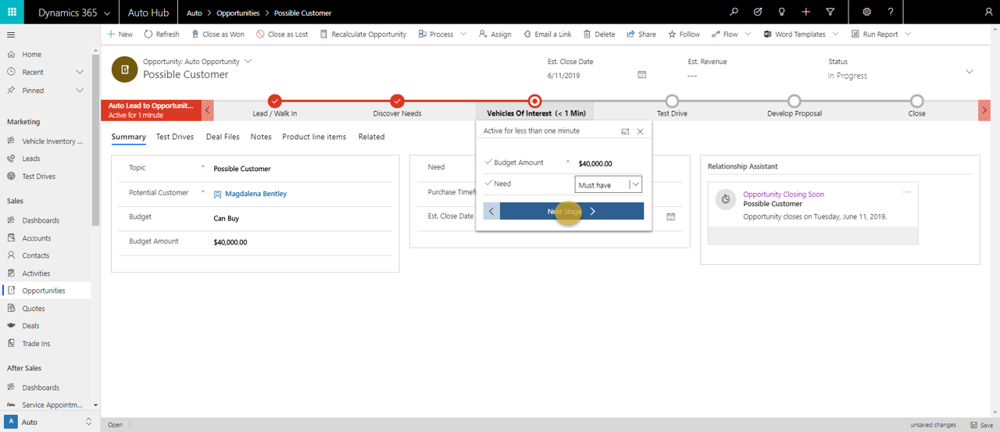 Dynamics 365
Auto Hub
Auto > Opportunities > Possible Customer
New
Refresh
Close as Won
Close as Lost
Recalculate Opportunity
Process
Assign
Email a Link
Delete
Share
Follow
Flow
Word Templates
Run Report
Home
Recent
Pinned
Marketing
Vehicle Inventory ...
Leads
Test Drives
Sales
Dashboards
Accounts
Contacts
Activities
Opportunities
Quotes
Deals
Trade Ins
After Sales
Dashboards
Service Appointm...
A Auto
Opportunity: Auto Opportunity
Possible Customer
Est. Close Date
6/11/2019
Est. Revenue
---
Status
In Progress
Auto Lead to Opportunit...
Active for 1 minute
Lead / Walk In
Discover Needs
Vehicles Of Interest (< 1 Min)
Test Drive
Develop Proposal
Close
Summary
Test Drives
Deal Files
Notes
Product line items
Related
Topic * Possible Customer
Potential Customer * Magdalena Bentley
Budget Can Buy
Budget Amount $40,000.00
Need
Purchase Timef
Est. Close Date
Active for less than one minute
Budget Amount * $40,000.00
Need Must have
Next Stage
Relationship Assistant
Opportunity Closing Soon
Possible Customer
Opportunity closes on Tuesday, June 11, 2019.
Open
unsaved changes
Save